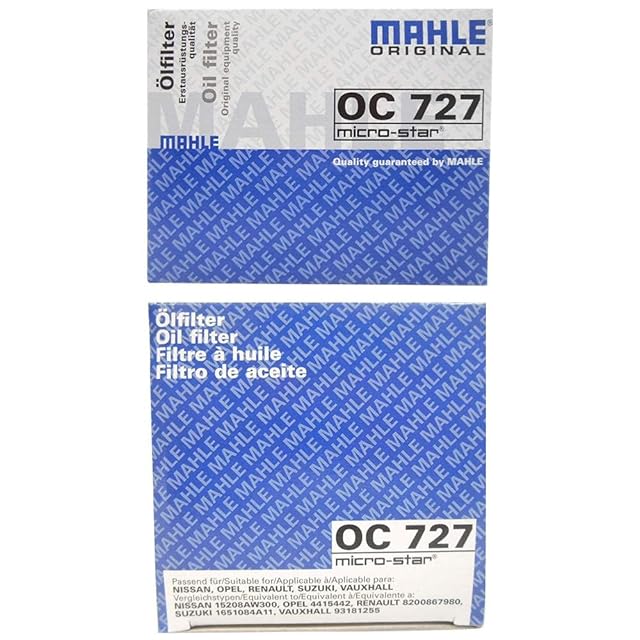 Ölfilter
Erstausrüstungs-
qualität
Oil filter
Original equipment
quality
MAHLE®
ORIGINAL
MAHLE
OC 727
micro-star®
MAHLE
Quality guaranteed by MAHLE
Ölfilter
Oil filter
Filtre à huile
Filtro de aceite
OC 727
micro-star®
Passend für/Suitable for/Applicable à/Aplicable para:
NISSAN, OPEL, RENAULT, SUZUKI, VAUXHALL
Vergleichstypen/Equivalent to/Equivalent à/Equivalente a:
NISSAN 15208AW300, OPEL 4415442, RENAULT 8200867980,
SUZUKI 1651084A11, VAUXHALL 93181255